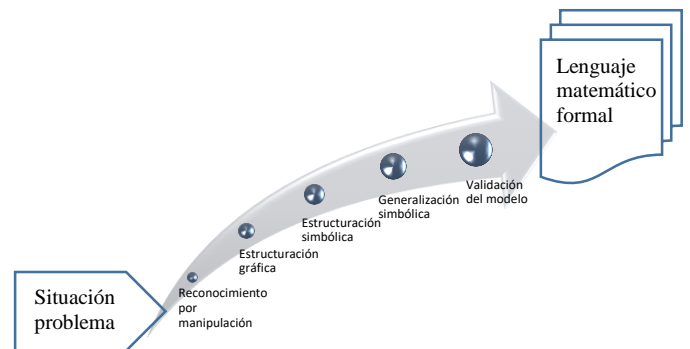 Situación
problema
Reconocimiento
por
manipulación
Estructuración
gráfica
Estructuración
simbólica
Generalización
simbólica
Validación
del modelo
Lenguaje
matemático
formal